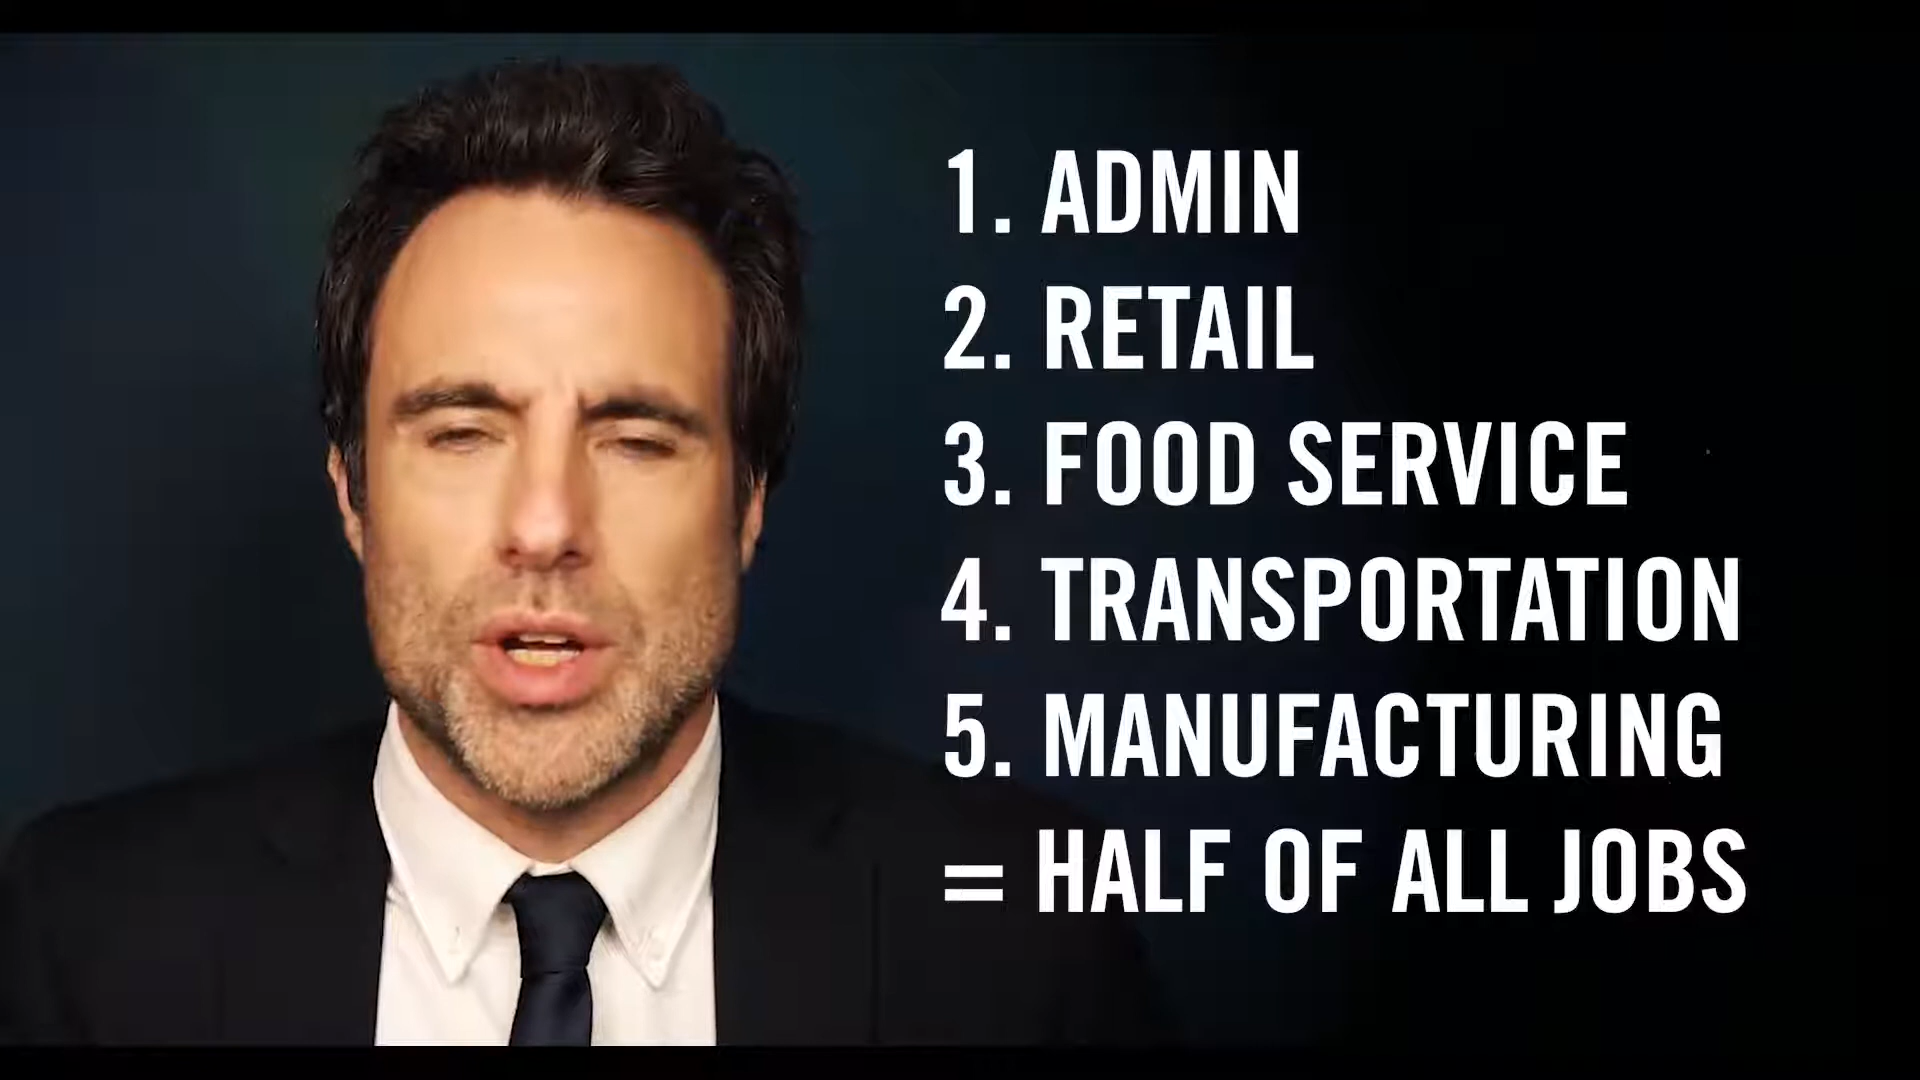 1. ADMIN
2. RETAIL
3. FOOD SERVICE
4. TRANSPORTATION
5. MANUFACTURING
= HALF OF ALL JOBS